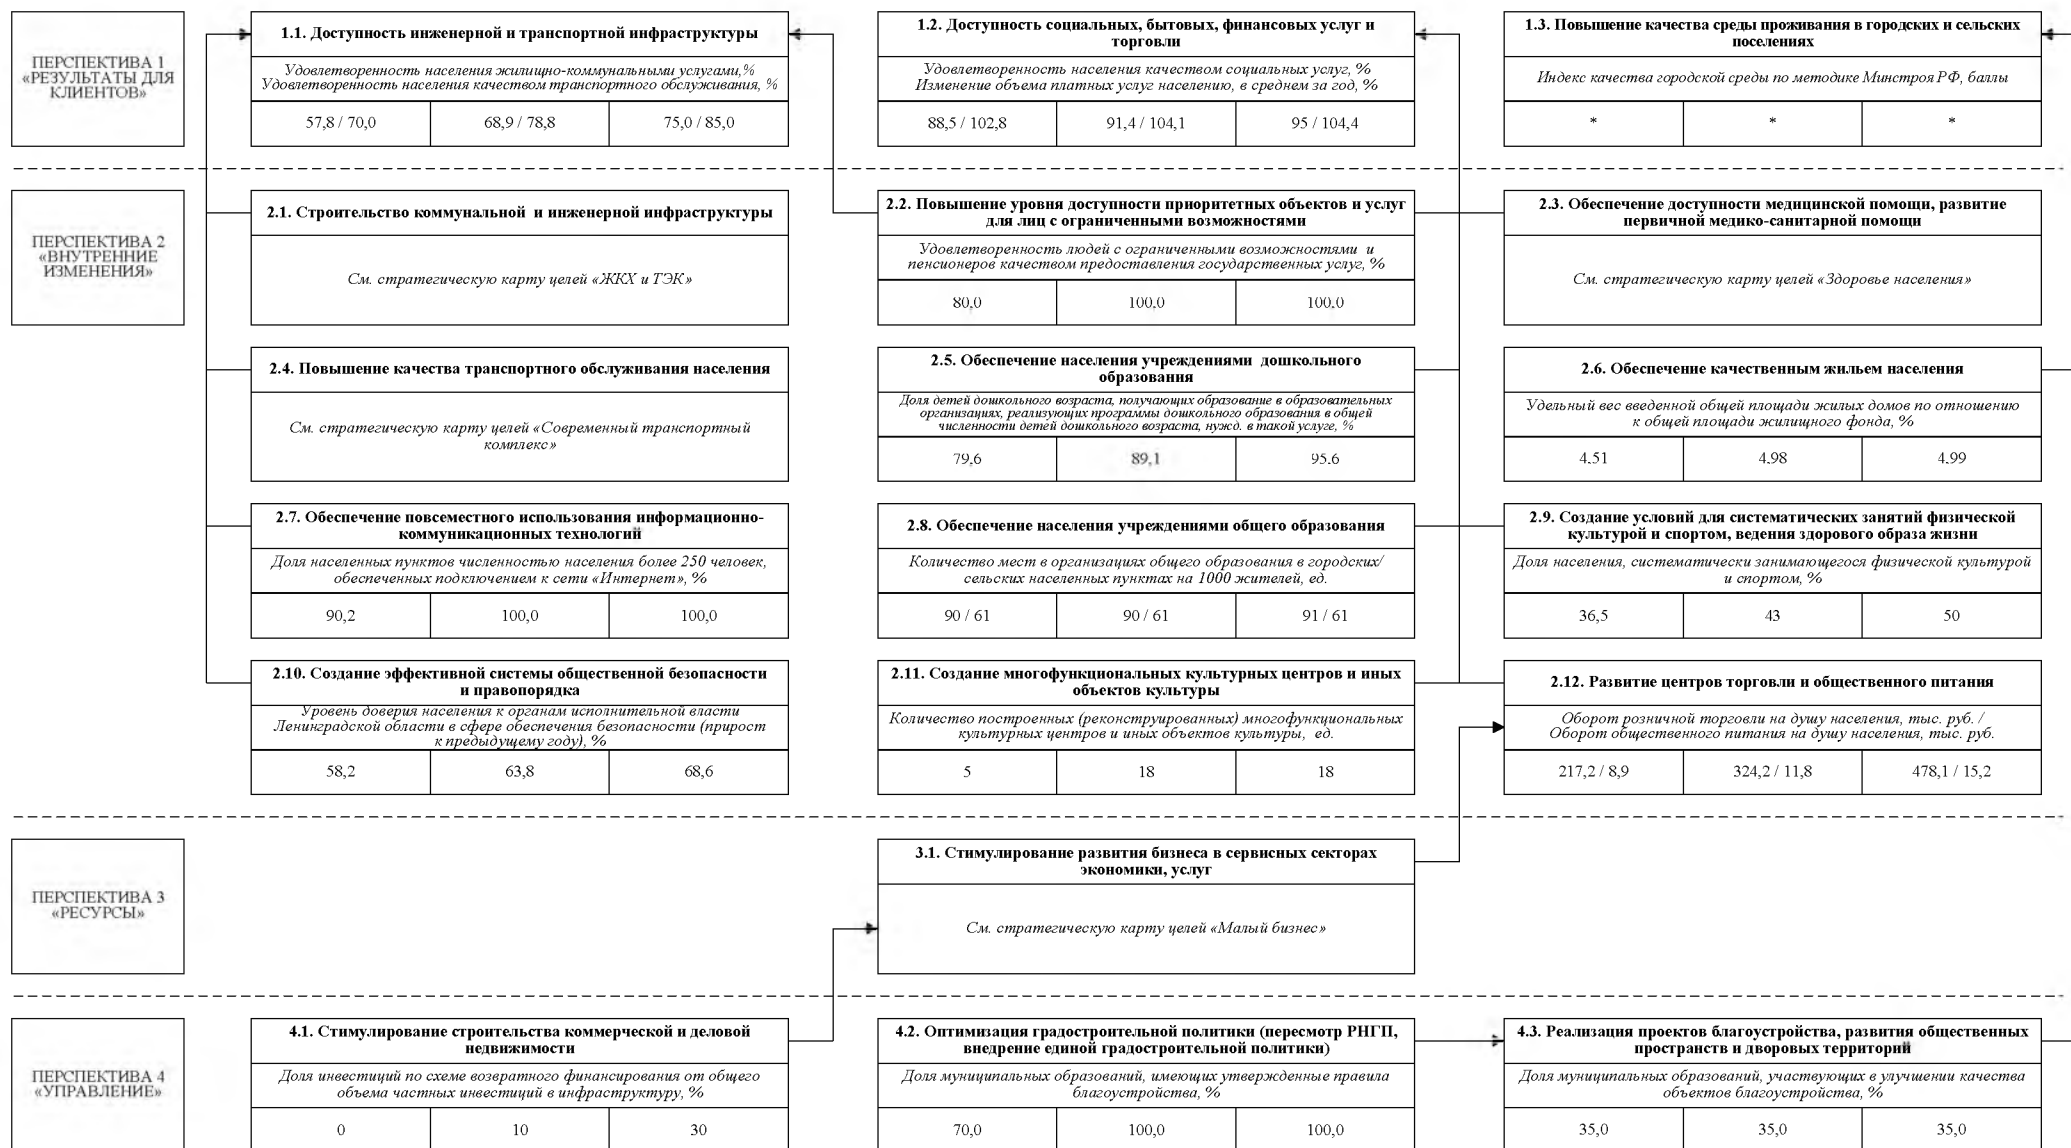 ПЕРСПЕКТИВА 1
«РЕЗУЛЬТАТЫ ДЛЯ
КЛИЕНТОВ»
1.1. Доступность инженерной и транспортной инфраструктуры
Удовлетворенность населения жилищно-коммунальными услугами,%
Удовлетворенность населения качеством транспортного обслуживания, %
57,8 / 70,0
68,9 / 78,8
75,0 / 85,0
1.2. Доступность социальных, бытовых, финансовых услуг и
торговли
Удовлетворенность населения качеством социальных услуг, %
Изменение объема платных услуг населению, в среднем за год, %
88,5 / 102,8
91,4 / 104,1
95 / 104,4
1.3. Повышение качества среды проживания в городских и сельских
поселениях
Индекс качества городской среды по методике Минстроя РФ, баллы
*
*
*
ПЕРСПЕКТИВА 2
«ВНУТРЕННИЕ
ИЗМЕНЕНИЯ»
2.1. Строительство коммунальной и инженерной инфраструктуры
См. стратегическую карту целей «ЖКХ и ТЭК»
2.2. Повышение уровня доступности приоритетных объектов и услуг
для лиц с ограниченными возможностями
Удовлетворенность людей с ограниченными возможностями и
пенсионеров качеством предоставления государственных услуг, %
80,0
100,0
100,0
2.3. Обеспечение доступности медицинской помощи, развитие
первичной медико-санитарной помощи
См. стратегическую карту целей «Здоровье населения»
2.4. Повышение качества транспортного обслуживания населения
См. стратегическую карту целей «Современный транспортный
комплекс»
2.5. Обеспечение населения учреждениями дошкольного
образования
Доля детей дошкольного возраста, получающих образование в образовательных
организациях, реализующих программы дошкольного образования в общей
численности детей дошкольного возраста, нужд. в такой услуге, %
79,6
89,1
95.6
2.6. Обеспечение качественным жильем населения
Удельный вес введенной общей площади жилых домов по отношению
к общей площади жилищного фонда, %
4.51
4.98
4.99
2.7. Обеспечение повсеместного использования информационно-
коммуникационных технологий
Доля населенных пунктов численностью населения более 250 человек,
обеспеченных подключением к сети «Интернет», %
90,2
100,0
100,0
2.8. Обеспечение населения учреждениями общего образования
Количество мест в организациях общего образования в городских/
сельских населенных пунктах на 1000 жителей, ед.
90 / 61
90 / 61
91 / 61
2.9. Создание условий для систематических занятий физической
культурой и спортом, ведения здорового образа жизни
Доля населения, систематически занимающегося физической культурой
и спортом, %
36,5
43
50
2.10. Создание эффективной системы общественной безопасности
и правопорядка
Уровень доверия населения к органам исполнительной власти
Ленинградской области в сфере обеспечения безопасности (прирост
к предыдущему году), %
58,2
63,8
68,6
2.11. Создание многофункциональных культурных центров и иных
объектов культуры
Количество построенных (реконструированных) многофункциональных
культурных центров и иных объектов культуры, ед.
5
18
18
2.12. Развитие центров торговли и общественного питания
Оборот розничной торговли на душу населения, тыс. руб. /
Оборот общественного питания на душу населения, тыс. руб.
217,2 / 8,9
324,2 / 11,8
478,1 / 15,2
ПЕРСПЕКТИВА 3
«РЕСУРСЫ»
3.1. Стимулирование развития бизнеса в сервисных секторах
экономики, услуг
См. стратегическую карту целей «Малый бизнес»
ПЕРСПЕКТИВА 4
«УПРАВЛЕНИЕ»
4.1. Стимулирование строительства коммерческой и деловой
недвижимости
Доля инвестиций по схеме возвратного финансирования от общего
объема частных инвестиций в инфраструктуру, %
0
10
30
4.2. Оптимизация градостроительной политики (пересмотр РНГП,
внедрение единой градостроительной политики)
Доля муниципальных образований, имеющих утвержденные правила
благоустройства, %
70,0
100,0
100,0
4.3. Реализация проектов благоустройства, развития общественных
пространств и дворовых территорий
Доля муниципальных образований, участвующих в улучшении качества
объектов благоустройства, %
35,0
35,0
35,0